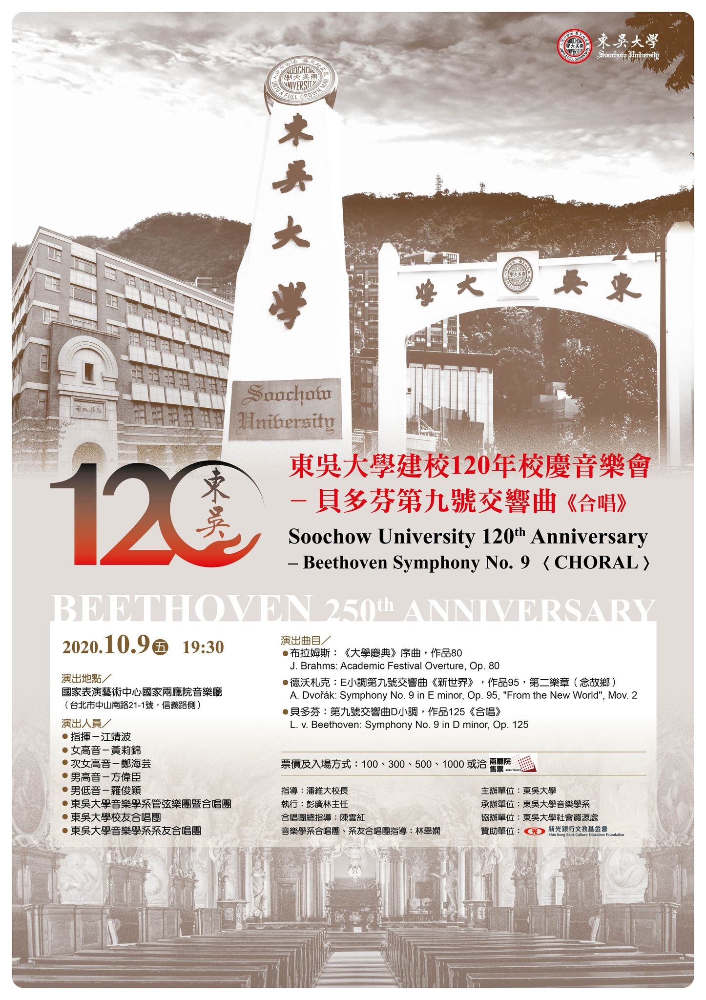 東吳大學
Soochow University
人完今古法 養天地正氣
SOOCHOW
學大吳東
UNIVERSITY
UNTO A FULL GROWN MAN
東
吳
大
學
Soochow
University
學大吳東
學大吳東
120
東
吳
東吳大學建校120年校慶音樂會
－貝多芬第九號交響曲《合唱》
Soochow University 120th Anniversary
– Beethoven Symphony No. 9〈CHORAL〉
BEETHOVEN 250th ANNIVERSARY
2020.10.9五 19:30
演出地點／
國家表演藝術中心國家兩廳院音樂廳
（台北市中山南路21-1號，信義路側）
演出人員／
●指揮－江靖波
●女高音－黃莉錦
●次女高音－鄭海芸
●男高音－方偉臣
●男低音－羅俊穎
●東吳大學音樂學系管弦樂團暨合唱團
●東吳大學校友合唱團
●東吳大學音樂學系系友合唱團
演出曲目／
●布拉姆斯：《大學慶典》序曲，作品80
J. Brahms: Academic Festival Overture, Op. 80
●德沃札克：E小調第九號交響曲《新世界》，作品95，第二樂章（念故鄉）
A. Dvořák: Symphony No. 9 in E minor, Op. 95, "From the New World", Mov. 2
●貝多芬：第九號交響曲D小調，作品125《合唱》
L. v. Beethoven: Symphony No. 9 in D minor, Op. 125
票價及入場方式：100、300、500、1000 或洽
兩廳院
售票 ARTS TICKET
指導：潘維大校長
執行：彭廣林主任
合唱團總指導：陳雲紅
音樂學系合唱團、系友合唱團指導：林舉嫻
主辦單位：東吳大學
承辦單位：東吳大學音樂學系
協辦單位：東吳大學社會資源處
贊助單位：光 新光銀行文教基金會
Shin Kong Bank Culture Education Foundation